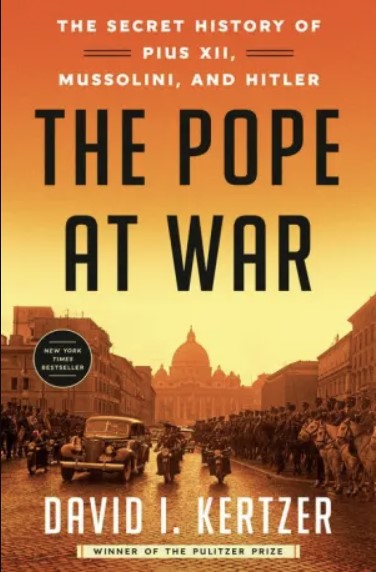 THE SECRET HISTORY OF
PIUS XII,
MUSSOLINI, AND HITLER
THE POPE
AT WAR
NEW YORK
TIMES
BESTSELLER
DAVID I. KERTZER
WINNER OF THE PULITZER PRIZE